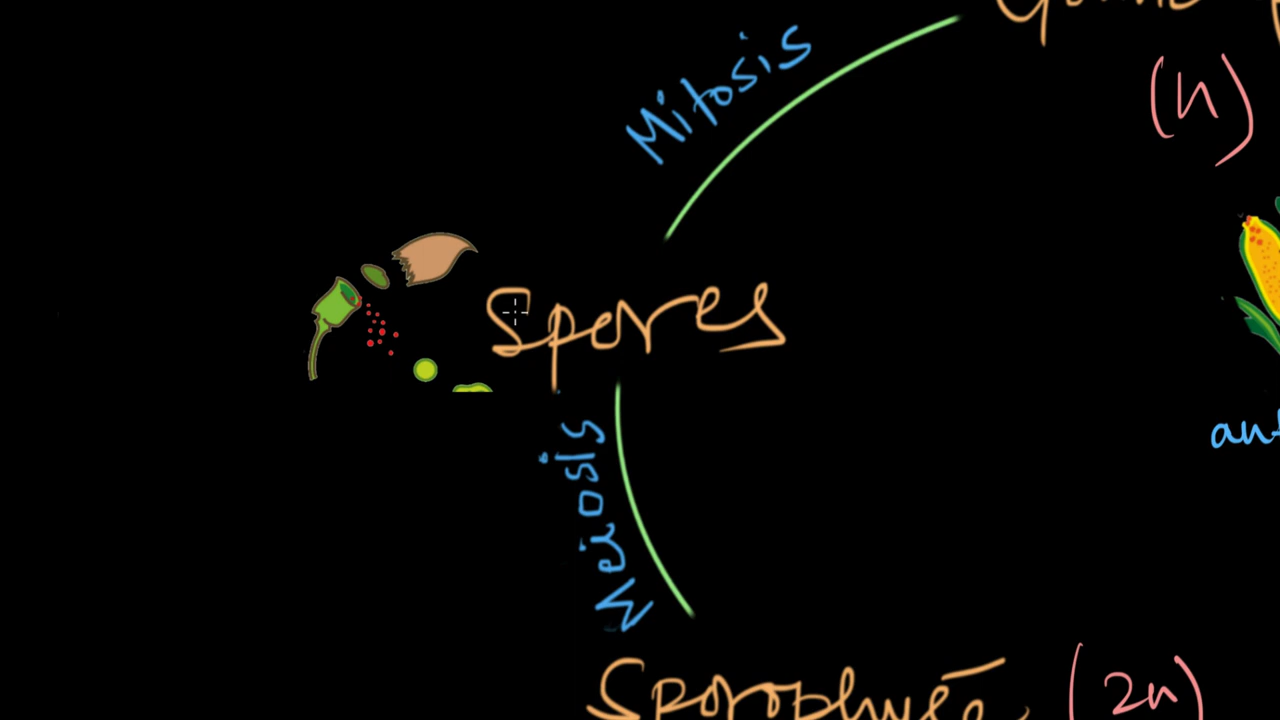 Mitosis
(n)
Spores
Meiosis
Sporophyte (2n)